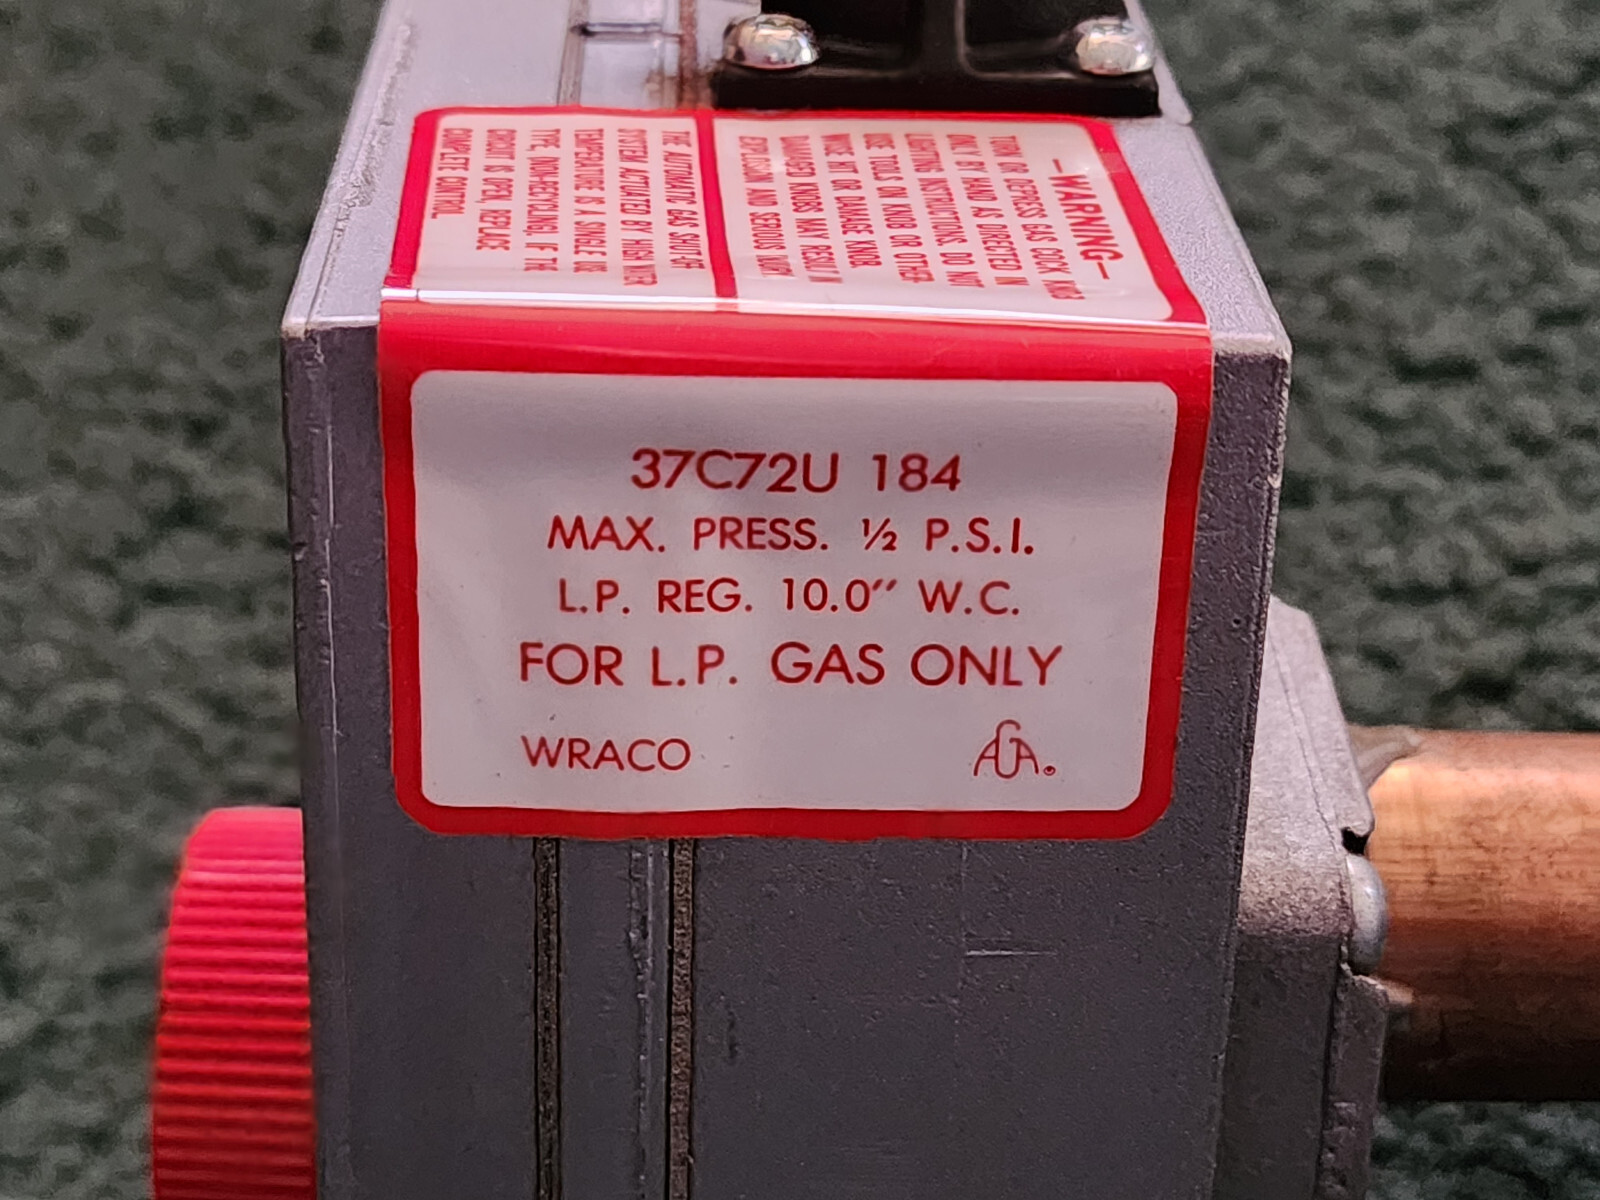 —WARNING—
TURN OR DEPRESS GAS COCK KNOB
ONLY BY HAND AS DIRECTED IN
LIGHTING INSTRUCTIONS. DO NOT
USE TOOLS ON KNOB OR OTHER-
WISE HIT OR DAMAGE KNOB.
DAMAGED KNOBS MAY RESULT IN
EXPLOSION AND SERIOUS INJURY
THE AUTOMATIC GAS SHUT-OFF
SYSTEM ACTUATED BY HIGH WATER
TEMPERATURE IS A SINGLE USE
TYPE, (NON-RECYCLING). IF THE
CIRCUIT IS OPEN, REPLACE
COMPLETE CONTROL
37C72U 184
MAX. PRESS. ½ P.S.I.
L.P. REG. 10.0" W.C.
FOR L.P. GAS ONLY
WRACO
AGA®